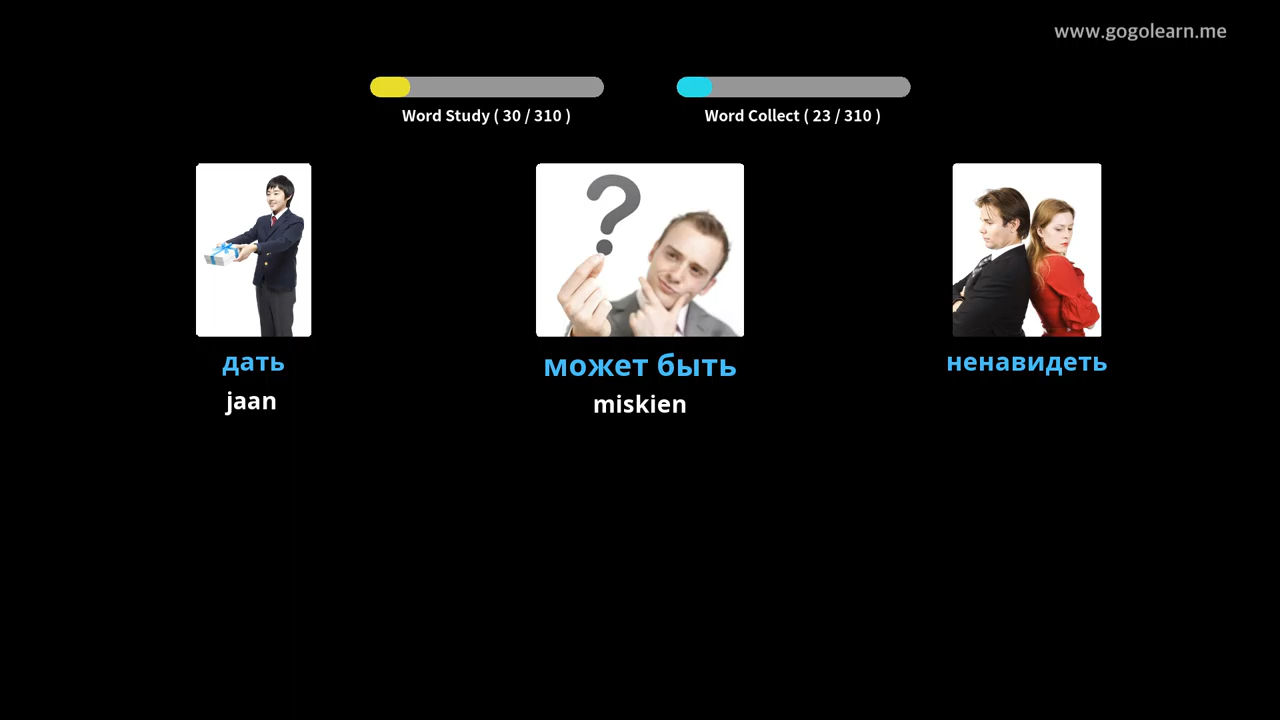 www.gogolearn.me
Word Study ( 30 / 310 )
Word Collect ( 23 / 310 )
дать
jaan
может быть
miskien
ненавидеть